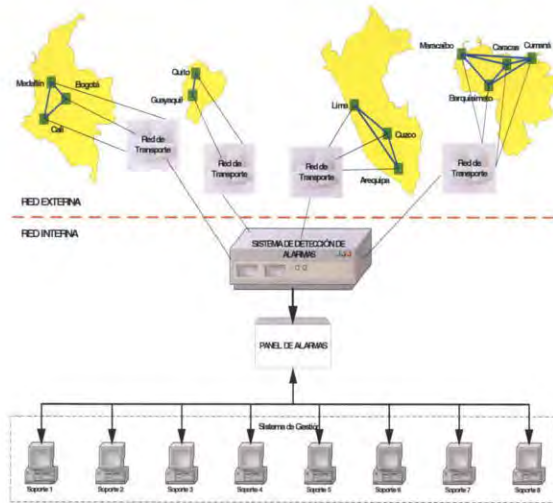 Medellín
Bogotá
Cali
Quito
Guayaquil
Lima
Cuzco
Arequipa
Maracaibo
Caracas
Cumaná
Barquisimeto
Red de
Transporte
Red de
Transporte
Red de
Transporte
Red de
Transporte
RED EXTERNA
RED INTERNA
SISTEMA DE DETECCIÓN DE
ALARMAS
PANEL DE ALARMAS
Sistema de Gestión
Soporte 1
Soporte 2
Soporte 3
Soporte 4
Soporte 5
Soporte 6
Soporte 7
Soporte 8